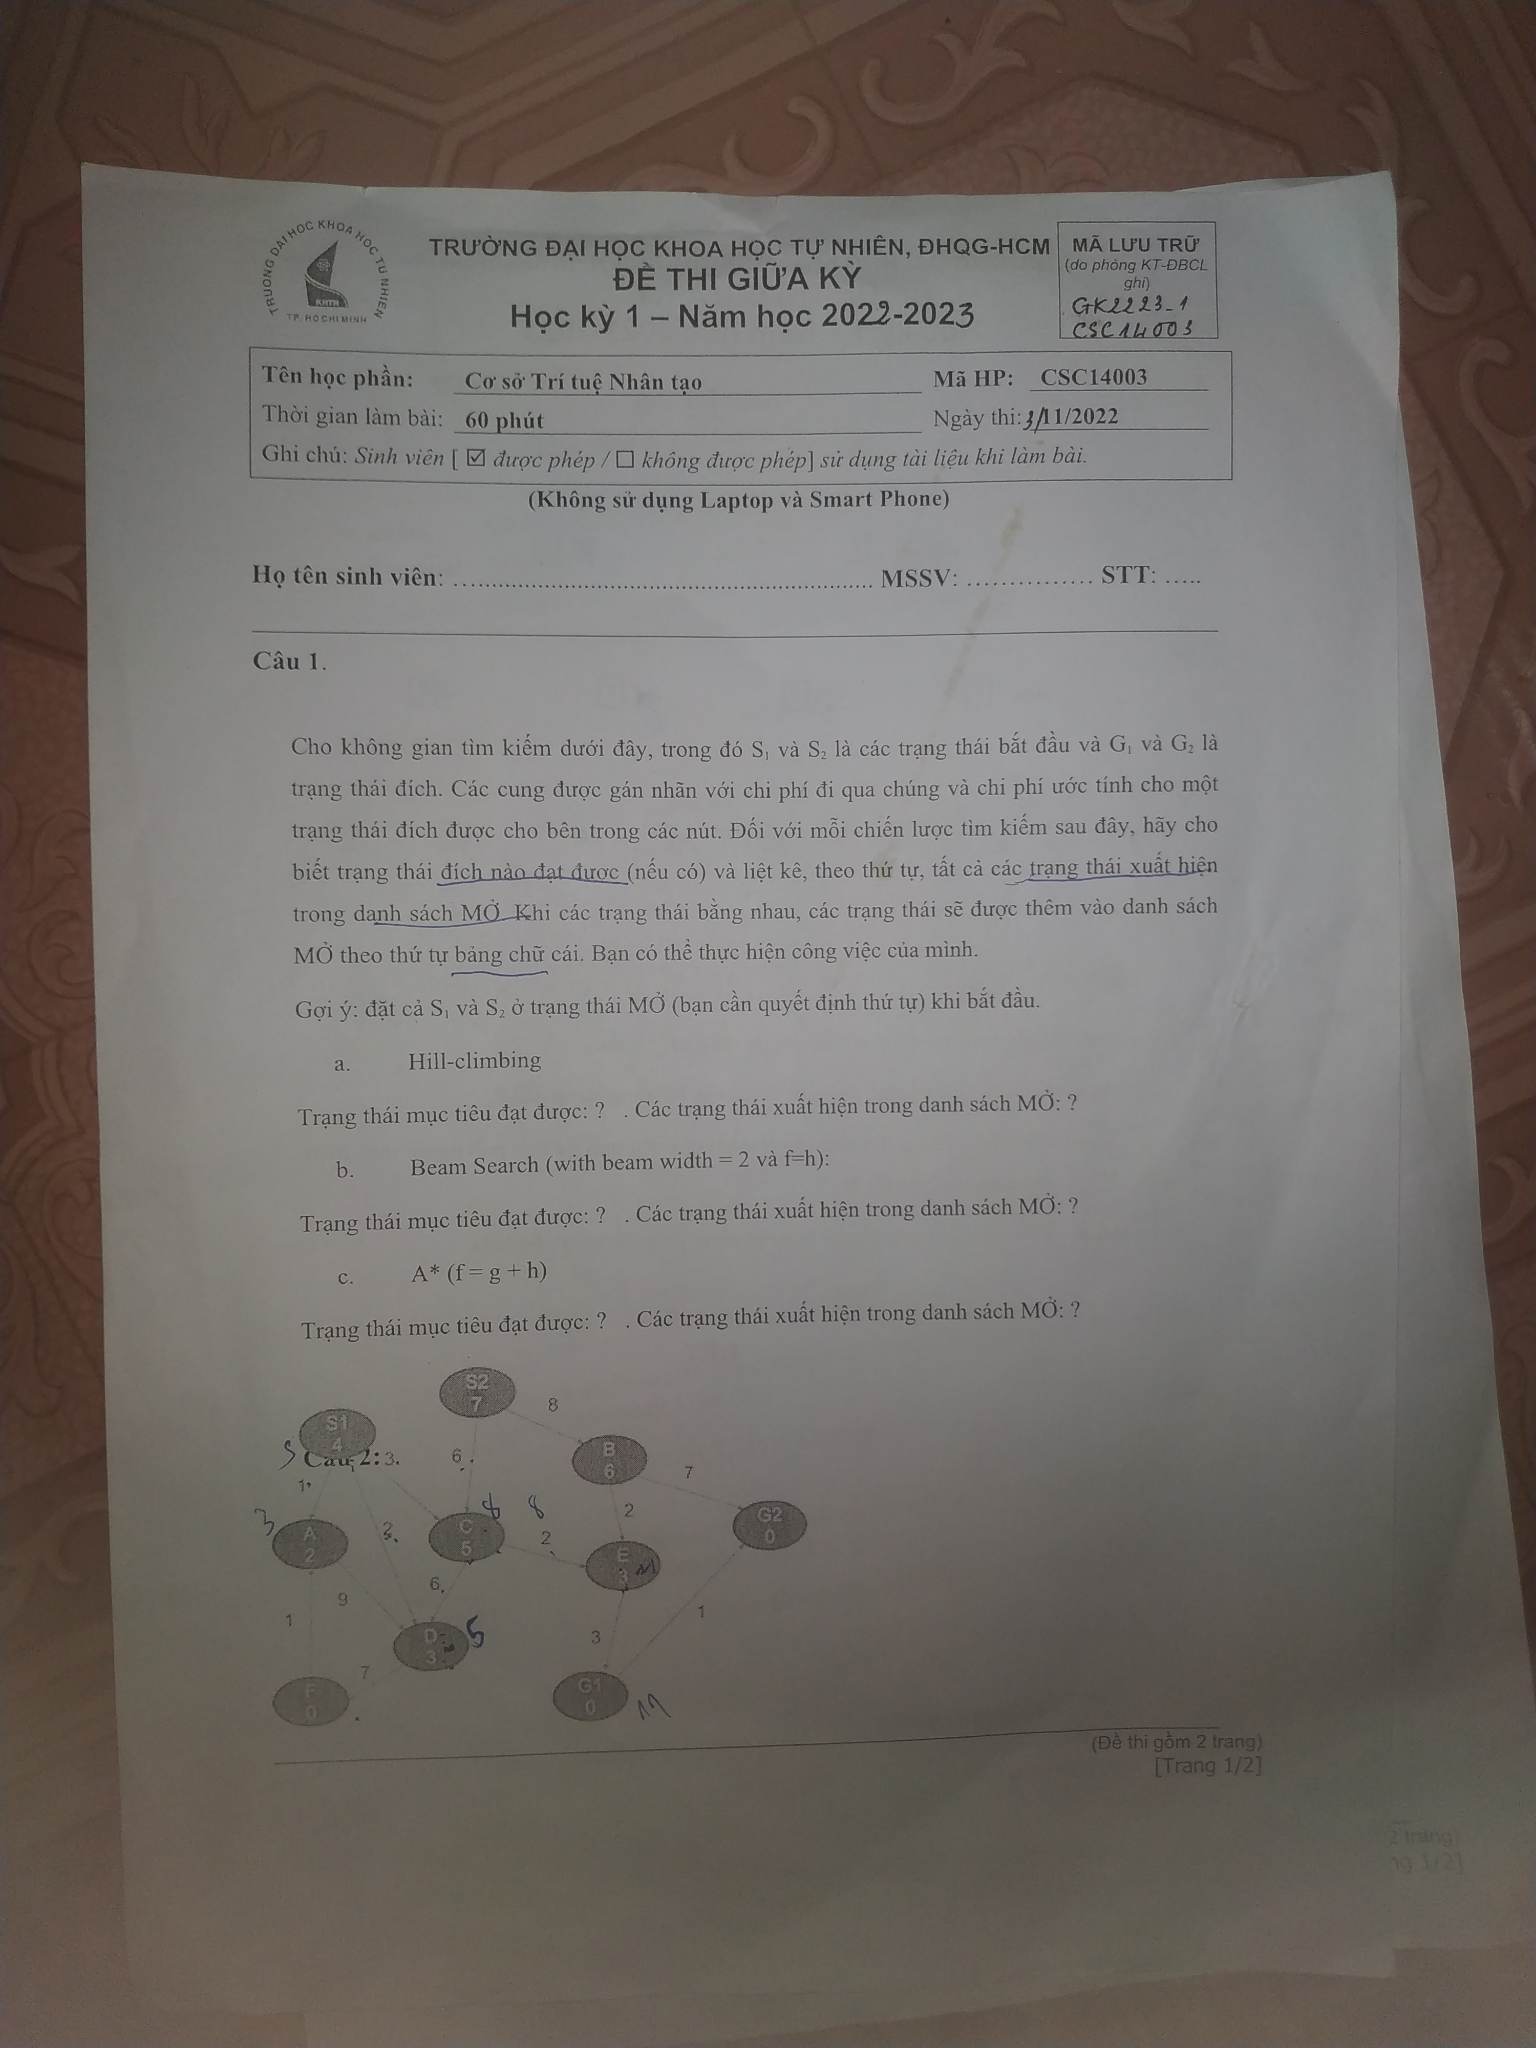 TRƯỜNG ĐẠI HỌC KHOA HỌC TỰ NHIÊN
KHTN
TP. HỒ CHÍ MINH
TRƯỜNG ĐẠI HỌC KHOA HỌC TỰ NHIÊN, ĐHQG-HCM
ĐỀ THI GIỮA KỲ
Học kỳ 1 – Năm học 2022-2023
MÃ LƯU TRỮ
(do phòng KT-ĐBCL
ghi)
GK2223-1
CSC14003
Tên học phần: Cơ sở Trí tuệ Nhân tạo Mã HP: CSC14003
Thời gian làm bài: 60 phút Ngày thi: 3/11/2022
Ghi chú: Sinh viên [ ☑ được phép / ☐ không được phép] sử dụng tài liệu khi làm bài.
(Không sử dụng Laptop và Smart Phone)
Họ tên sinh viên: ........................................................ MSSV: ............... STT: .....
Câu 1.
Cho không gian tìm kiếm dưới đây, trong đó S₁ và S₂ là các trạng thái bắt đầu và G₁ và G₂ là
trạng thái đích. Các cung được gán nhãn với chi phí đi qua chúng và chi phí ước tính cho một
trạng thái đích được cho bên trong các nút. Đối với mỗi chiến lược tìm kiếm sau đây, hãy cho
biết trạng thái đích nào đạt được (nếu có) và liệt kê, theo thứ tự, tất cả các trạng thái xuất hiện
trong danh sách MỞ. Khi các trạng thái bằng nhau, các trạng thái sẽ được thêm vào danh sách
MỞ theo thứ tự bảng chữ cái. Bạn có thể thực hiện công việc của mình.
Gợi ý: đặt cả S₁ và S₂ ở trạng thái MỞ (bạn cần quyết định thứ tự) khi bắt đầu.
a. Hill-climbing
Trạng thái mục tiêu đạt được: ? . Các trạng thái xuất hiện trong danh sách MỞ: ?
b. Beam Search (with beam width = 2 và f=h):
Trạng thái mục tiêu đạt được: ? . Các trạng thái xuất hiện trong danh sách MỞ: ?
c. A* (f = g + h)
Trạng thái mục tiêu đạt được: ? . Các trạng thái xuất hiện trong danh sách MỞ: ?
S2
7
8
S1
4
Câu 2: 3
6
B
6
7
1
G2
0
3
A
2
C
5
8
2
2
E
3
6
9
1
D
3
5
3
1
7
F
0
G1
0
11
(Đề thi gồm 2 trang)
[Trang 1/2]